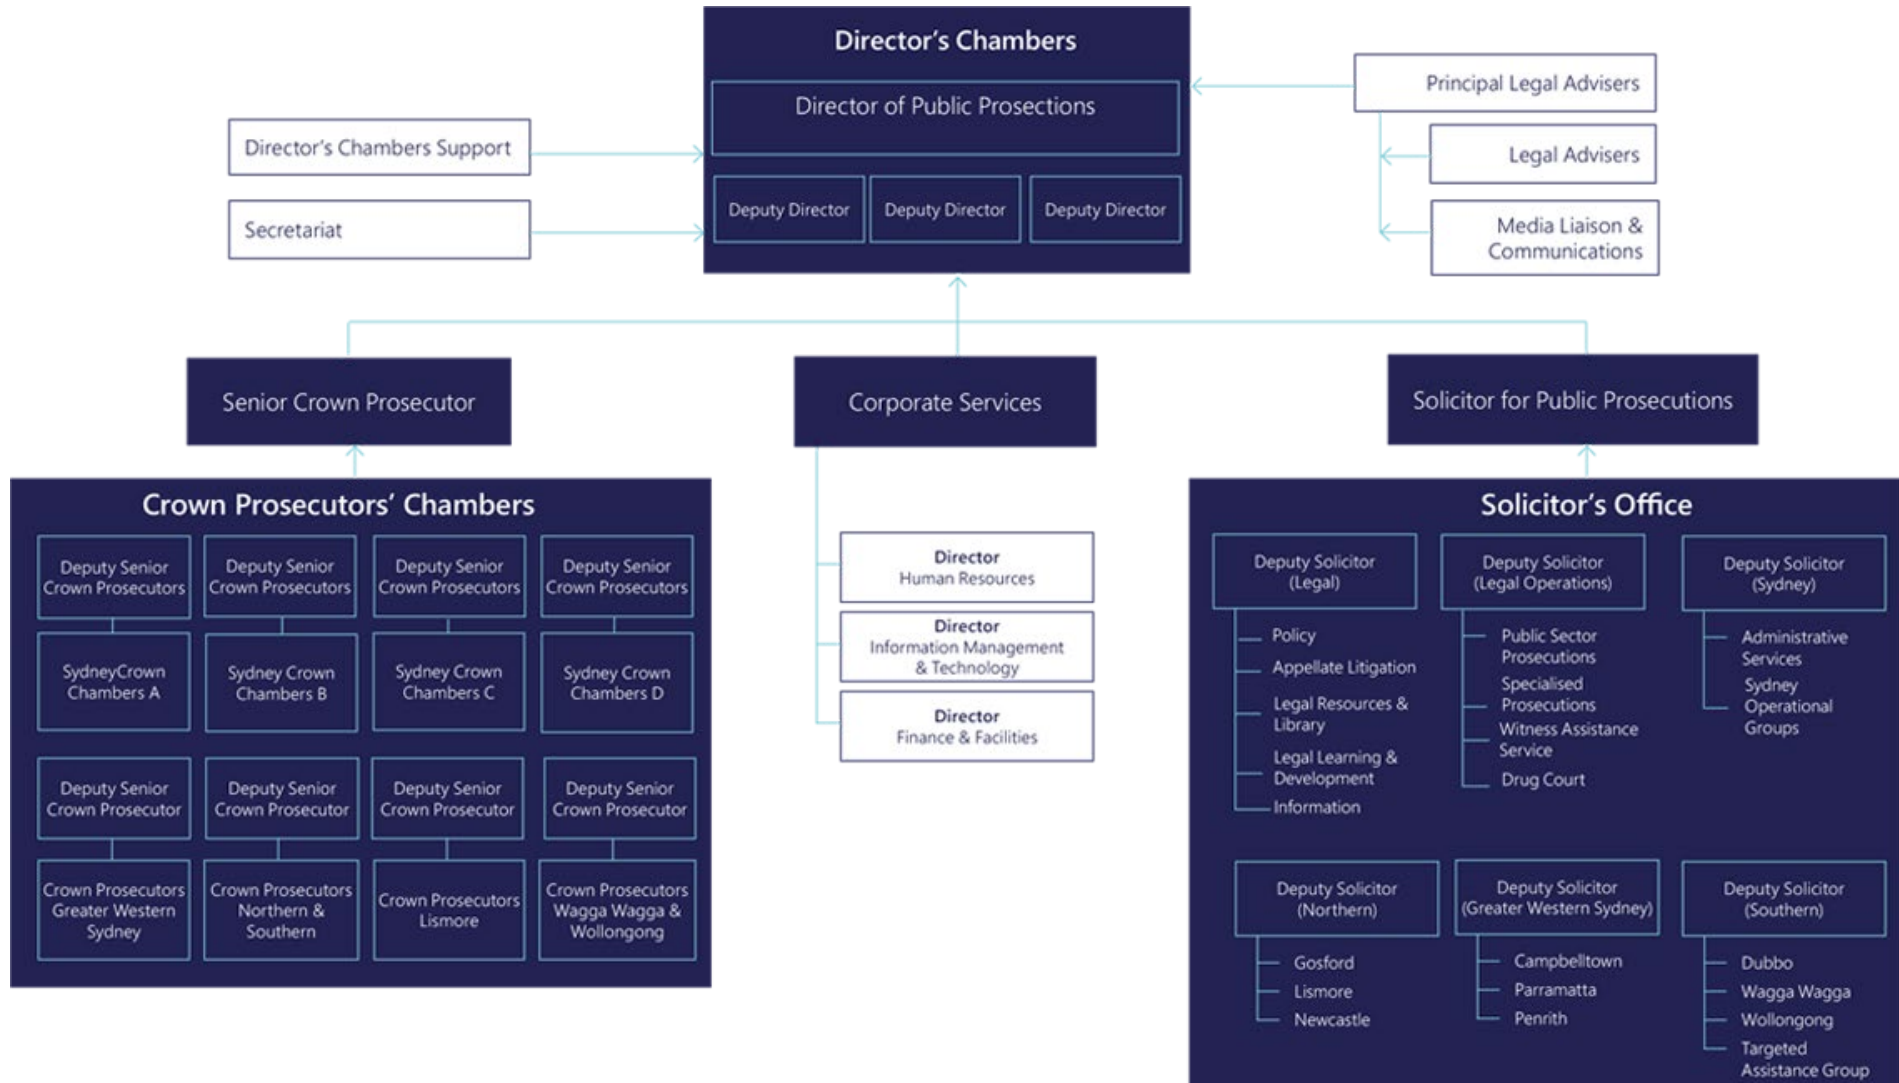 Director's Chambers
Director of Public Prosections
Deputy Director
Deputy Director
Deputy Director
Director's Chambers Support
Secretariat
Principal Legal Advisers
Legal Advisers
Media Liaison &
Communications
Senior Crown Prosecutor
Corporate Services
Solicitor for Public Prosecutions
Crown Prosecutors' Chambers
Deputy Senior
Crown Prosecutors
Deputy Senior
Crown Prosecutors
Deputy Senior
Crown Prosecutors
Deputy Senior
Crown Prosecutors
SydneyCrown
Chambers A
Sydney Crown
Chambers B
Sydney Crown
Chambers C
Sydney Crown
Chambers D
Deputy Senior
Crown Prosecutor
Deputy Senior
Crown Prosecutor
Deputy Senior
Crown Prosecutor
Deputy Senior
Crown Prosecutor
Crown Prosecutors
Greater Western
Sydney
Crown Prosecutors
Northern &
Southern
Crown Prosecutors
Lismore
Crown Prosecutors
Wagga Wagga &
Wollongong
Director
Human Resources
Director
Information Management
& Technology
Director
Finance & Facilities
Solicitor's Office
Deputy Solicitor
(Legal)
Policy
Appellate Litigation
Legal Resources &
Library
Legal Learning &
Development
Information
Deputy Solicitor
(Legal Operations)
Public Sector
Prosecutions
Specialised
Prosecutions
Witness Assistance
Service
Drug Court
Deputy Solicitor
(Sydney)
Administrative
Services
Sydney
Operational
Groups
Deputy Solicitor
(Northern)
Gosford
Lismore
Newcastle
Deputy Solicitor
(Greater Western Sydney)
Campbelltown
Parramatta
Penrith
Deputy Solicitor
(Southern)
Dubbo
Wagga Wagga
Wollongong
Targeted
Assistance Group